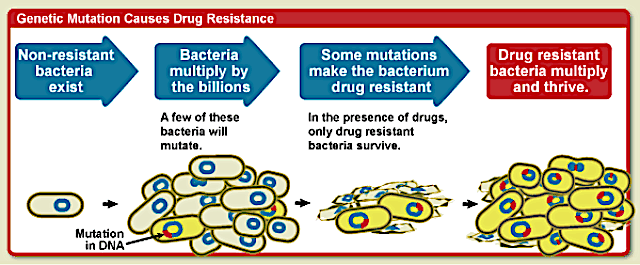 Genetic Mutation Causes Drug Resistance
Non-resistant
bacteria
exist
Bacteria
multiply by
the billions
A few of these
bacteria will
mutate.
Some mutations
make the bacterium
drug resistant
In the presence of drugs,
only drug resistant
bacteria survive.
Drug resistant
bacteria multiply
and thrive.
Mutation
in DNA